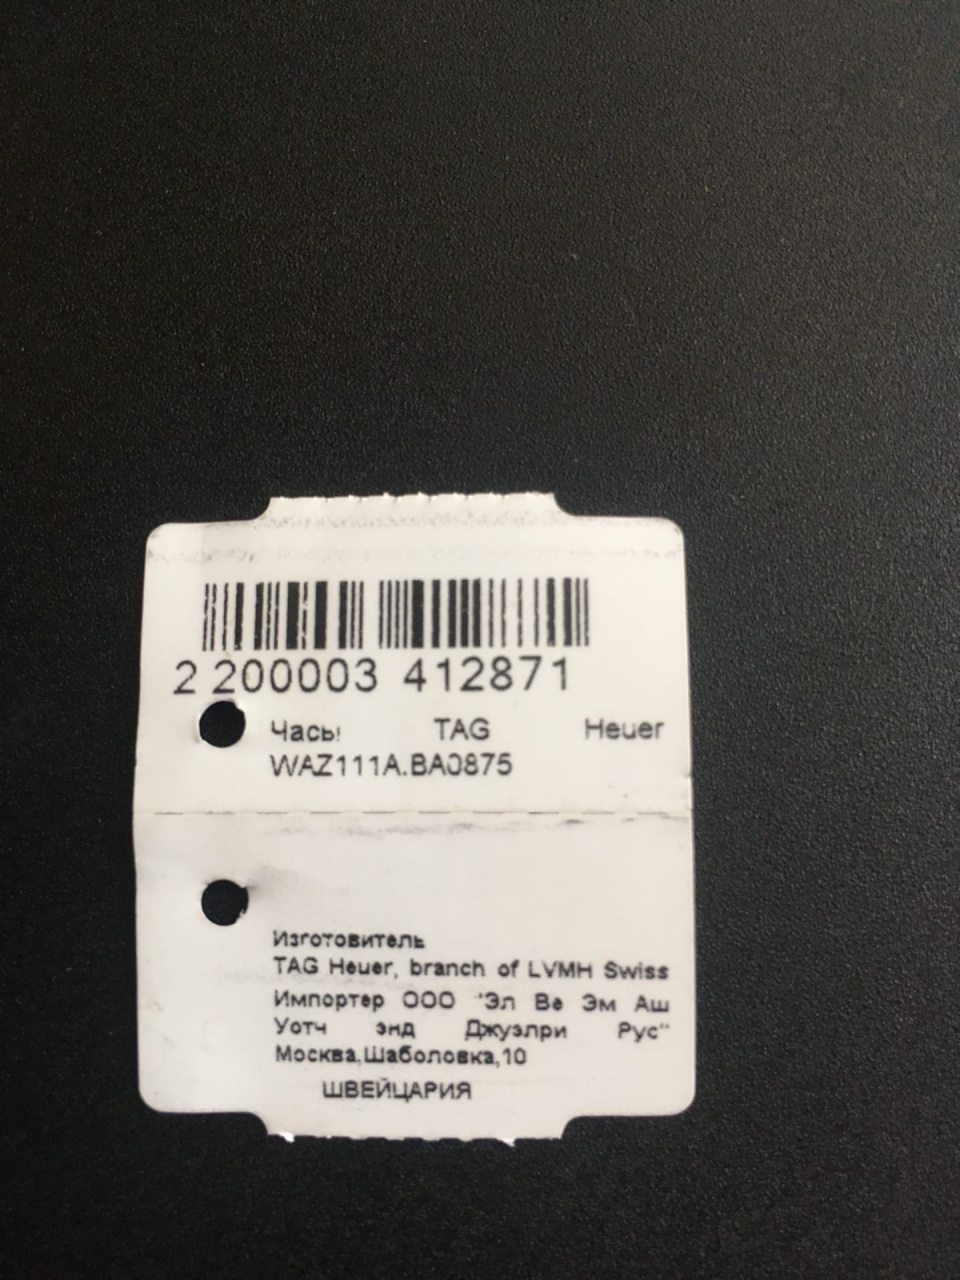 2 200003 412871
Часы TAG Heuer
WAZ111A.BA0875
Изготовитель
TAG Heuer, branch of LVMH Swiss
Импортер ООО "Эл Ве Эм Аш
Уотч энд Джуэлри Рус"
Москва,Шаболовка,10
ШВЕЙЦАРИЯ